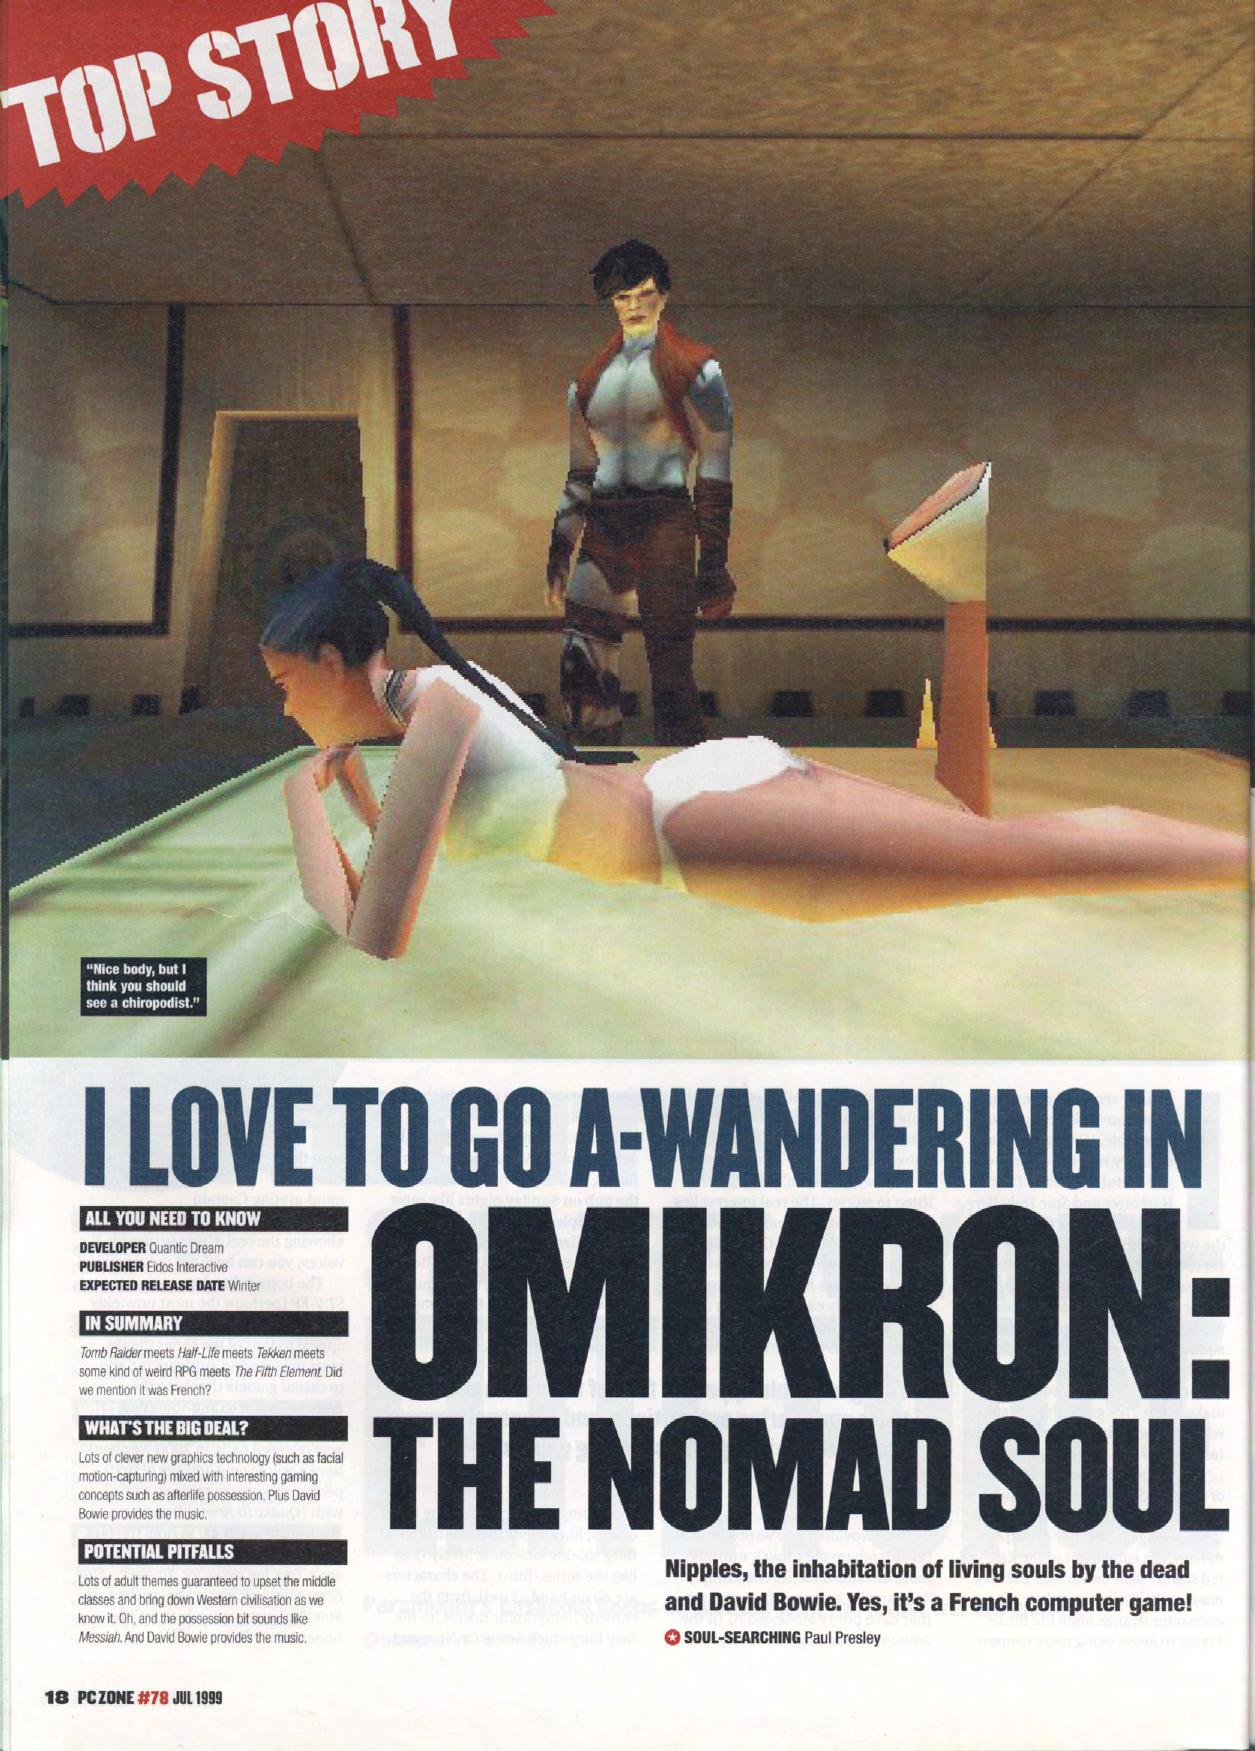 TOP STORY
"Nice body, but I
think you should
see a chiropodist."
I LOVE TO GO A-WANDERING IN
OMIKRON:
THE NOMAD SOUL
ALL YOU NEED TO KNOW
DEVELOPER Quantic Dream
PUBLISHER Eidos Interactive
EXPECTED RELEASE DATE Winter
IN SUMMARY
Tomb Raider meets Half-Life meets Tekken meets
some kind of weird RPG meets The Fifth Element. Did
we mention it was French?
WHAT'S THE BIG DEAL?
Lots of clever new graphics technology (such as facial
motion-capturing) mixed with interesting gaming
concepts such as afterlife possession. Plus David
Bowie provides the music.
POTENTIAL PITFALLS
Lots of adult themes guaranteed to upset the middle
classes and bring down Western civilisation as we
know it. Oh, and the possession bit sounds like
Messiah. And David Bowie provides the music.
Nipples, the inhabitation of living souls by the dead
and David Bowie. Yes, it's a French computer game!
SOUL-SEARCHING Paul Presley
18 PC ZONE #78 JUL 1999